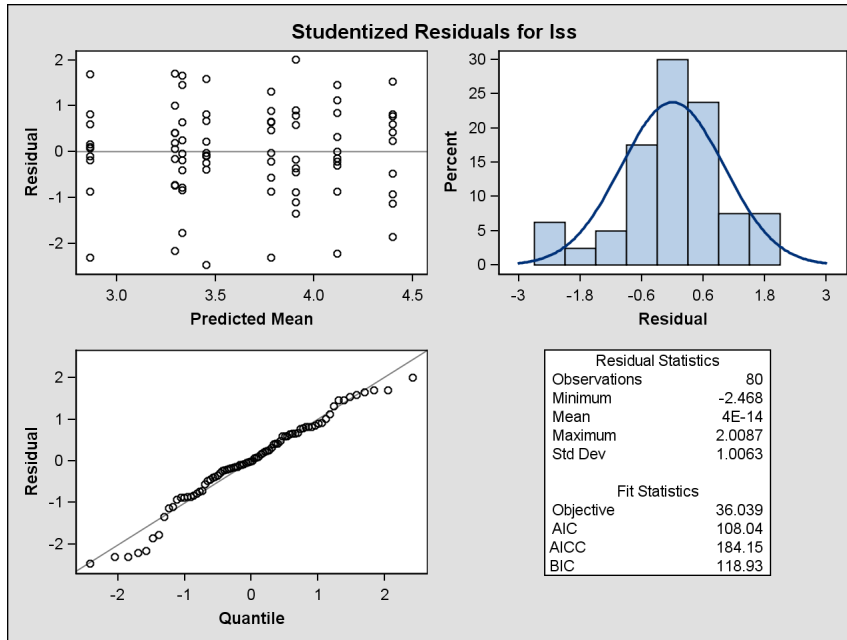 Studentized Residuals for lss
2
1
0
-1
-2
Residual
3.0 3.5 4.0 4.5
Predicted Mean
30
25
20
15
10
5
0
Percent
-3 -1.8 -0.6 0.6 1.8 3
Residual
2
1
0
-1
-2
Residual
-2 -1 0 1 2
Quantile
Residual Statistics
Observations 80
Minimum -2.468
Mean 4E-14
Maximum 2.0087
Std Dev 1.0063
Fit Statistics
Objective 36.039
AIC 108.04
AICC 184.15
BIC 118.93